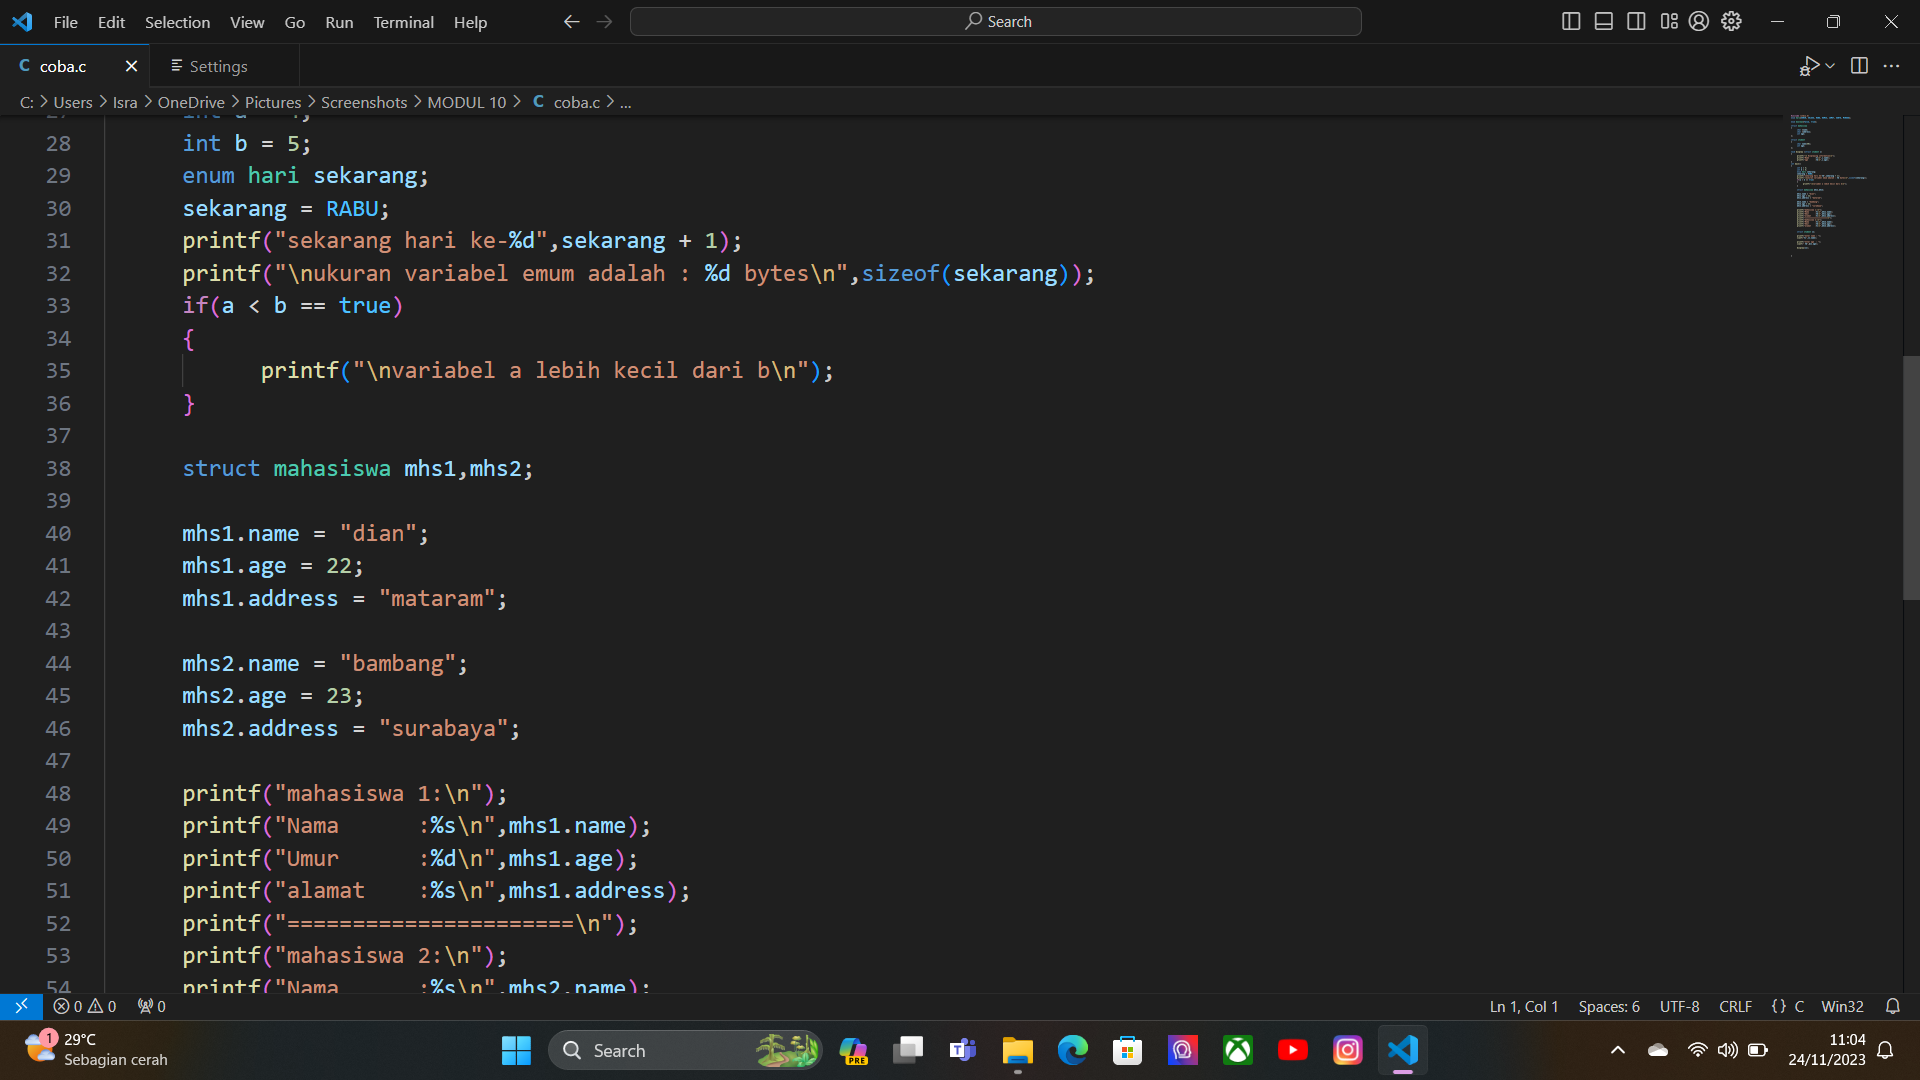 File Edit Selection View Go Run Terminal Help Search
coba.c Settings
C: > Users > Isra > OneDrive > Pictures > Screenshots > MODUL 10 > C coba.c > ...
28 int b = 5;
29 enum hari sekarang;
30 sekarang = RABU;
31 printf("sekarang hari ke-%d",sekarang + 1);
32 printf("\nukuran variabel emum adalah : %d bytes\n",sizeof(sekarang));
33 if(a < b == true)
34 {
35 printf("\nvariabel a lebih kecil dari b\n");
36 }
37
38 struct mahasiswa mhs1,mhs2;
39
40 mhs1.name = "dian";
41 mhs1.age = 22;
42 mhs1.address = "mataram";
43
44 mhs2.name = "bambang";
45 mhs2.age = 23;
46 mhs2.address = "surabaya";
47
48 printf("mahasiswa 1:\n");
49 printf("Nama      :%s\n",mhs1.name);
50 printf("Umur      :%d\n",mhs1.age);
51 printf("alamat    :%s\n",mhs1.address);
52 printf("======================\n");
53 printf("mahasiswa 2:\n");
54 printf("Nama      :%s\n",mhs2.name);
0 0 0 Ln 1, Col 1 Spaces: 6 UTF-8 CRLF {} C Win32
1 29°C Search PRE 11:04
Sebagian cerah 24/11/2023